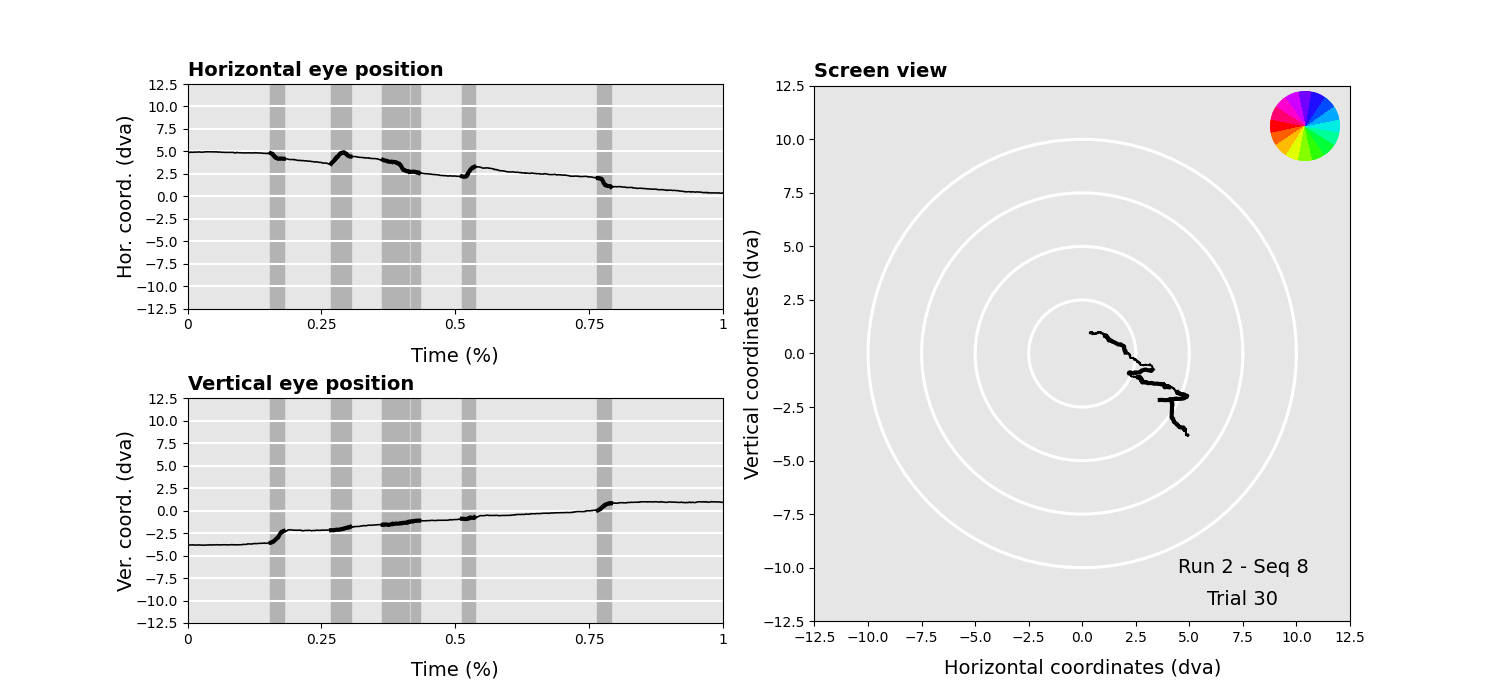 Horizontal eye position
12.5
10.0
7.5
5.0
2.5
0.0
−2.5
−5.0
−7.5
−10.0
−12.5
Hor. coord. (dva)
0 0.25 0.5 0.75 1
Time (%)
Vertical eye position
12.5
10.0
7.5
5.0
2.5
0.0
−2.5
−5.0
−7.5
−10.0
−12.5
Ver. coord. (dva)
0 0.25 0.5 0.75 1
Time (%)
Screen view
12.5
10.0
7.5
5.0
2.5
0.0
−2.5
−5.0
−7.5
−10.0
−12.5
Vertical coordinates (dva)
Run 2 - Seq 8
Trial 30
−12.5 −10.0 −7.5 −5.0 −2.5 0.0 2.5 5.0 7.5 10.0 12.5
Horizontal coordinates (dva)